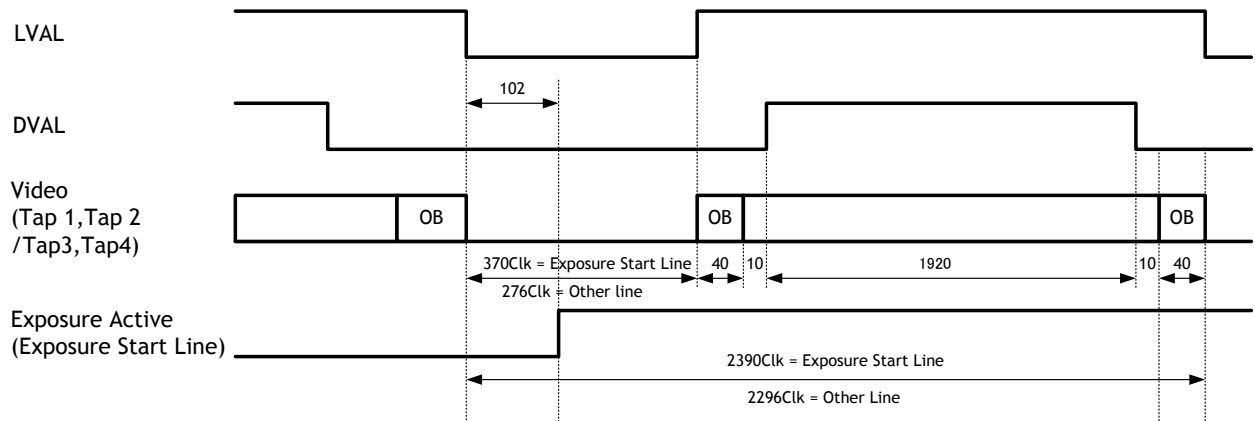 LVAL
102
DVAL
Video
(Tap 1,Tap 2
/Tap3,Tap4)
OB
OB
OB
370Clk = Exposure Start Line
40
10
1920
10
40
276Clk = Other line
Exposure Active
(Exposure Start Line)
2390Clk = Exposure Start Line
2296Clk = Other Line